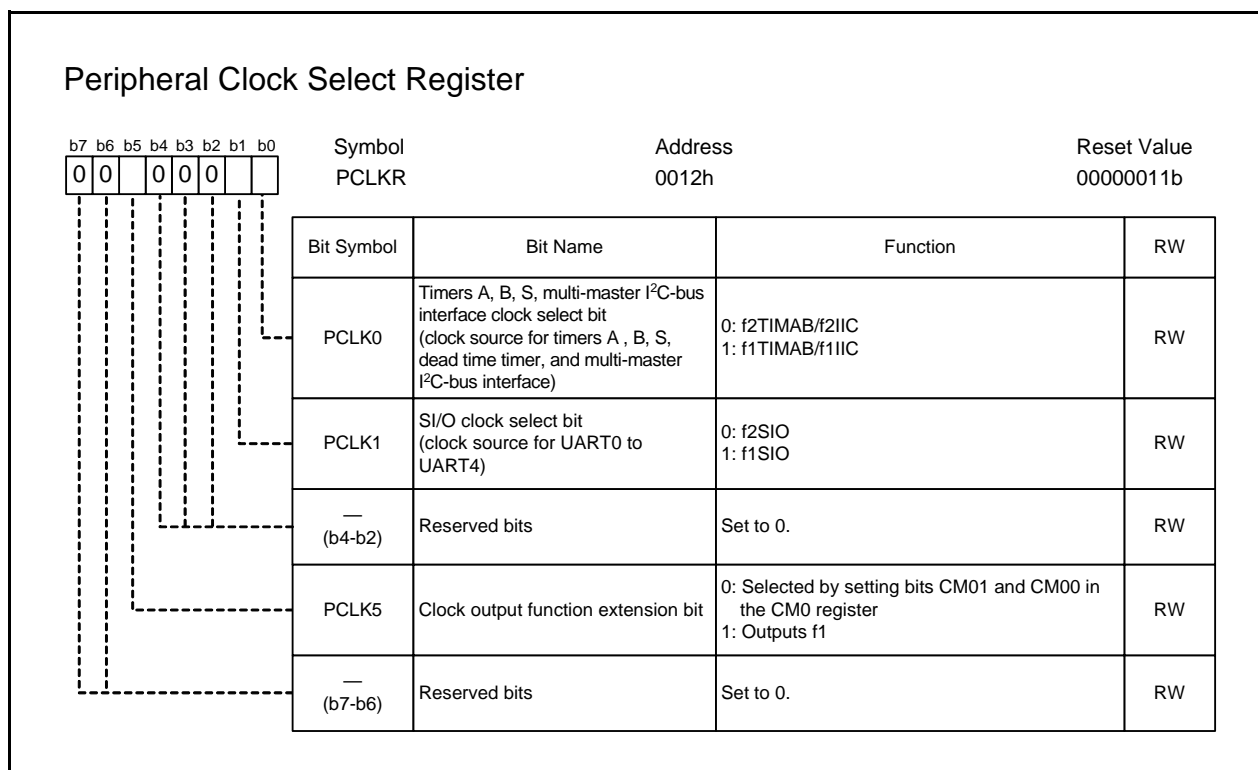 Peripheral Clock Select Register
b7 b6 b5 b4 b3 b2 b1 b0
Symbol Address Reset Value
0 0 0 0 0
PCLKR 0012h 00000011b
Bit Symbol Bit Name Function RW
PCLK0
Timers A, B, S, multi-master I²C-bus
interface clock select bit
(clock source for timers A , B, S,
dead time timer, and multi-master
I²C-bus interface)
0: f2TIMAB/f2IIC
1: f1TIMAB/f1IIC
RW
PCLK1
SI/O clock select bit
(clock source for UART0 to
UART4)
0: f2SIO
1: f1SIO
RW
—
(b4-b2)
Reserved bits
Set to 0.
RW
PCLK5
Clock output function extension bit
0: Selected by setting bits CM01 and CM00 in
the CM0 register
1: Outputs f1
RW
—
(b7-b6)
Reserved bits
Set to 0.
RW